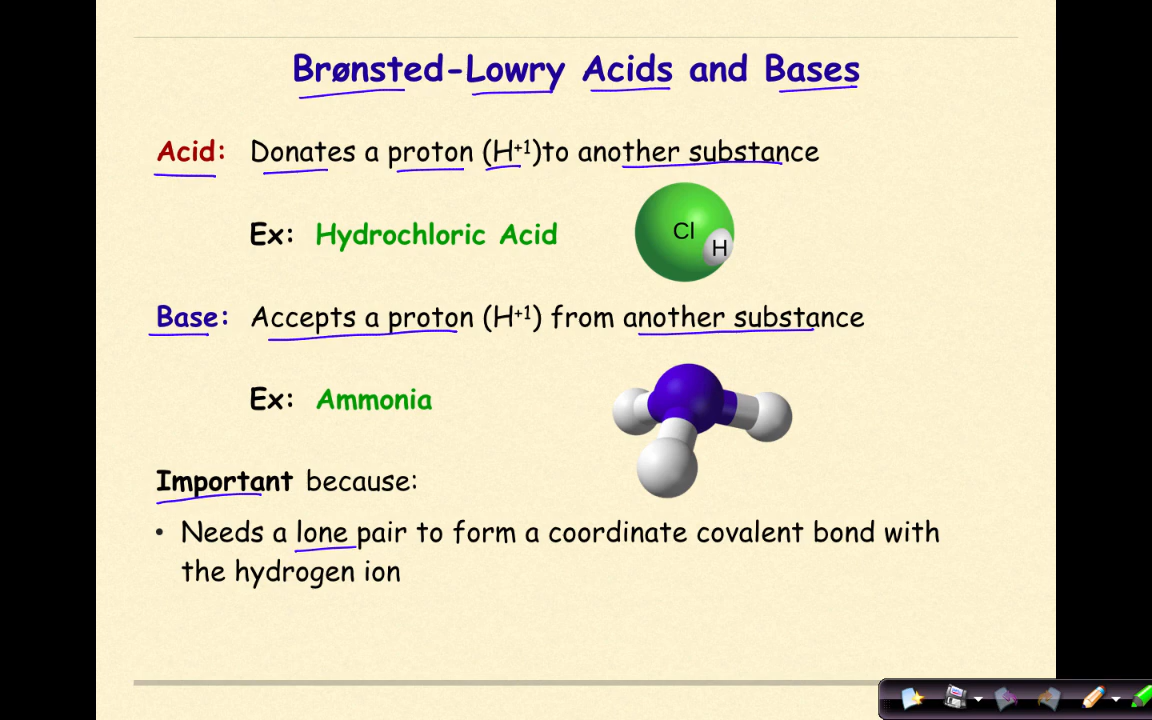 Brønsted-Lowry Acids and Bases
Acid: Donates a proton (H⁺¹)to another substance
Ex: Hydrochloric Acid
Cl
H
Base: Accepts a proton (H⁺¹) from another substance
Ex: Ammonia
Important because:
• Needs a lone pair to form a coordinate covalent bond with
the hydrogen ion